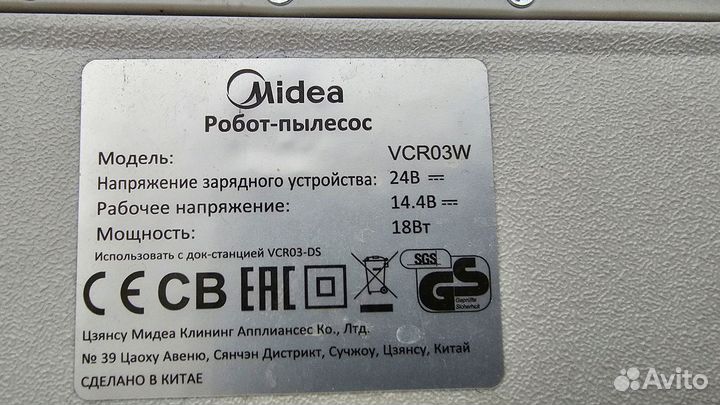 Midea
Робот-пылесос
Модель: VCR03W
Напряжение зарядного устройства: 24В
Рабочее напряжение: 14.4В
Мощность: 18Вт
Использовать с док-станцией VCR03-DS
CE CB EAC SGS GS
Geprüfte
Sicherheit
Цзянсу Мидеа Клининг Апплиансес Ко., Лтд.
№ 39 Цаоху Авеню, Сянчэн Дистрикт, Сучжоу, Цзянсу, Китай
СДЕЛАНО В КИТАЕ
Avito